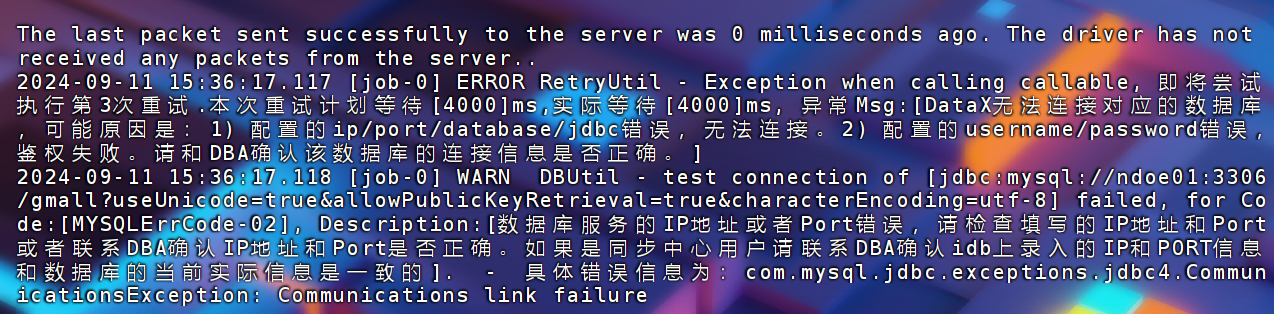 The last packet sent successfully to the server was 0 milliseconds ago. The driver has not
received any packets from the server..
2024-09-11 15:36:17.117 [job-0] ERROR RetryUtil - Exception when calling callable, 即将尝试
执行第3次重试.本次重试计划等待[4000]ms,实际等待[4000]ms, 异常Msg:[DataX无法连接对应的数据库
，可能原因是：1) 配置的ip/port/database/jdbc错误，无法连接。2) 配置的username/password错误，
鉴权失败。请和DBA确认该数据库的连接信息是否正确。]
2024-09-11 15:36:17.118 [job-0] WARN  DBUtil - test connection of [jdbc:mysql://ndoe01:3306
/gmall?useUnicode=true&allowPublicKeyRetrieval=true&characterEncoding=utf-8] failed, for Co
de:[MYSQLErrCode-02], Description:[数据库服务的IP地址或者Port错误，请检查填写的IP地址和Port
或者联系DBA确认IP地址和Port是否正确。如果是同步中心用户请联系DBA确认idb上录入的IP和PORT信息
和数据库的当前实际信息是一致的].  -  具体错误信息为：com.mysql.jdbc.exceptions.jdbc4.Commun
icationsException: Communications link failure